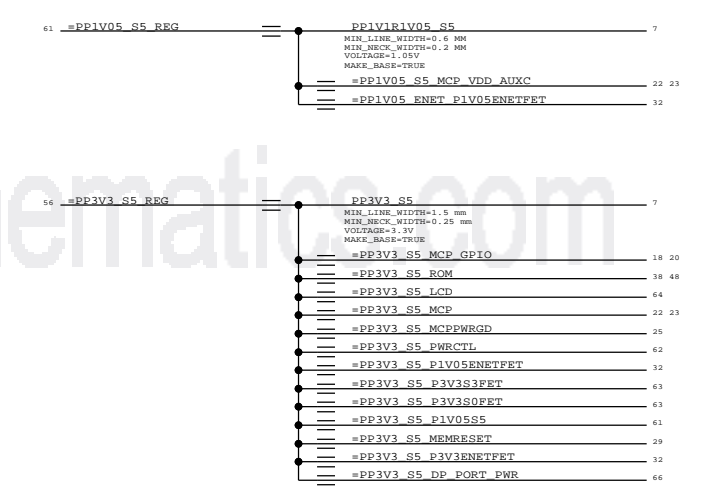 61 =PP1V05_S5_REG PP1V1R1V05_S5 7
MIN_LINE_WIDTH=0.6 MM
MIN_NECK_WIDTH=0.2 MM
VOLTAGE=1.05V
MAKE_BASE=TRUE
=PP1V05_S5_MCP_VDD_AUXC 22 23
=PP1V05_ENET_P1V05ENETFET 32
hematics.com
56 =PP3V3_S5_REG PP3V3_S5 7
MIN_LINE_WIDTH=1.5 mm
MIN_NECK_WIDTH=0.25 mm
VOLTAGE=3.3V
MAKE_BASE=TRUE
=PP3V3_S5_MCP_GPIO 18 20
=PP3V3_S5_ROM 38 48
=PP3V3_S5_LCD 64
=PP3V3_S5_MCP 22 23
=PP3V3_S5_MCPPWRGD 25
=PP3V3_S5_PWRCTL 62
=PP3V3_S5_P1V05ENETFET 32
=PP3V3_S5_P3V3S3FET 63
=PP3V3_S5_P3V3S0FET 63
=PP3V3_S5_P1V05S5 61
=PP3V3_S5_MEMRESET 29
=PP3V3_S5_P3V3ENETFET 32
=PP3V3_S5_DP_PORT_PWR 66